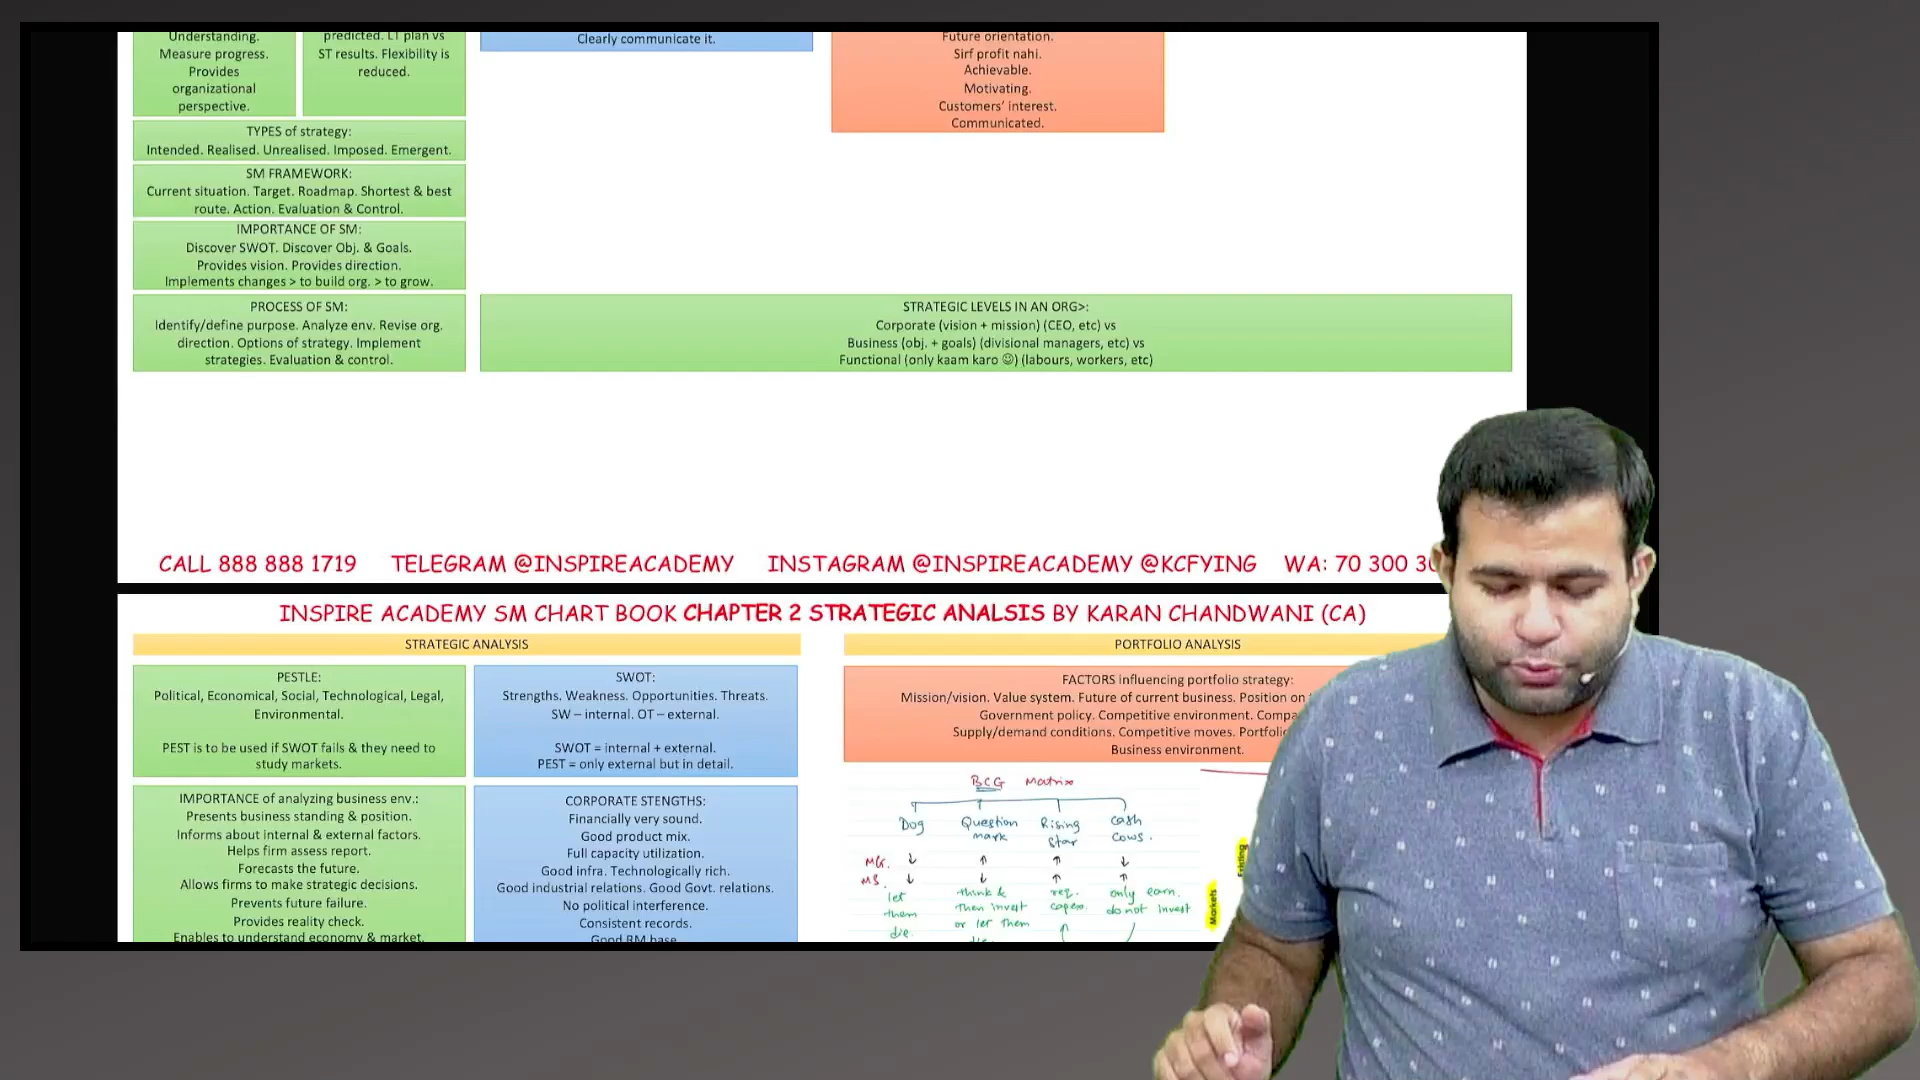 Understanding.
Measure progress.
Provides
organizational
perspective.
predicted. LT plan vs
ST results. Flexibility is
reduced.
Clearly communicate it.
Future orientation.
Sirf profit nahi.
Achievable.
Motivating.
Customers' interest.
Communicated.
TYPES of strategy:
Intended. Realised. Unrealised. Imposed. Emergent.
SM FRAMEWORK:
Current situation. Target. Roadmap. Shortest & best
route. Action. Evaluation & Control.
IMPORTANCE OF SM:
Discover SWOT. Discover Obj. & Goals.
Provides vision. Provides direction.
Implements changes > to build org. > to grow.
PROCESS OF SM:
Identify/define purpose. Analyze env. Revise org.
direction. Options of strategy. Implement
strategies. Evaluation & control.
STRATEGIC LEVELS IN AN ORG>:
Corporate (vision + mission) (CEO, etc) vs
Business (obj. + goals) (divisional managers, etc) vs
Functional (only kaam karo ☺) (labours, workers, etc)
CALL 888 888 1719 TELEGRAM @INSPIREACADEMY INSTAGRAM @INSPIREACADEMY @KCFYING WA: 70 300
INSPIRE ACADEMY SM CHART BOOK CHAPTER 2 STRATEGIC ANALSIS BY KARAN CHANDWANI (CA)
STRATEGIC ANALYSIS
PESTLE:
Political, Economical, Social, Technological, Legal,
Environmental.
PEST is to be used if SWOT fails & they need to
study markets.
SWOT:
Strengths. Weakness. Opportunities. Threats.
SW – internal. OT – external.
SWOT = internal + external.
PEST = only external but in detail.
IMPORTANCE of analyzing business env.:
Presents business standing & position.
Informs about internal & external factors.
Helps firm assess report.
Forecasts the future.
Allows firms to make strategic decisions.
Prevents future failure.
Provides reality check.
Enables to understand economy & market.
CORPORATE STENGTHS:
Financially very sound.
Good product mix.
Full capacity utilization.
Good infra. Technologically rich.
Good industrial relations. Good Govt. relations.
No political interference.
Consistent records.
Good RM base
PORTFOLIO ANALYSIS
FACTORS influencing portfolio strategy:
Mission/vision. Value system. Future of current business. Position on
Government policy. Competitive environment.
Supply/demand conditions. Competitive moves.
Business environment.
BCG Matrix
Dog Question mark Rising Star Cash Cows.
MG. ↓ ↑ ↑ ↓
MS. ↓ ↓ ↑ ↑
let them die.
think & then invest or let them
req. capex.
only earn. do not invest
Existing
Markets